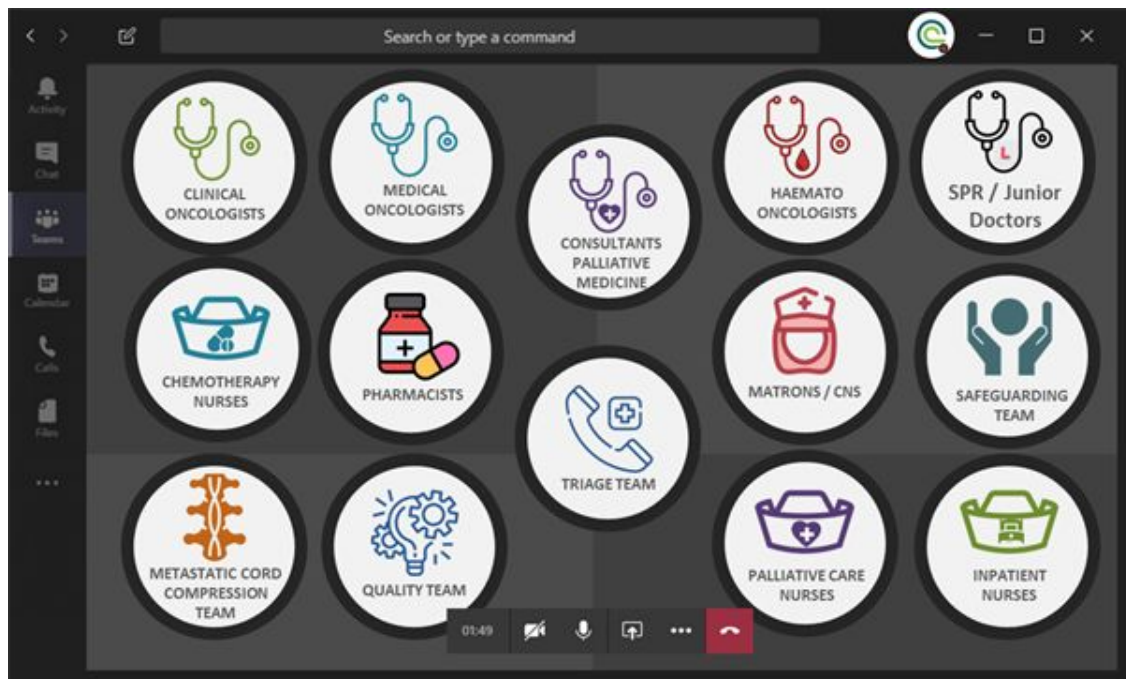 Search or type a command
Activity
Chat
Teams
Calendar
Calls
Files
CLINICAL
ONCOLOGISTS
MEDICAL
ONCOLOGISTS
CONSULTANTS
PALLIATIVE
MEDICINE
HAEMATO
ONCOLOGISTS
L
SPR / Junior
Doctors
CHEMOTHERAPY
NURSES
PHARMACISTS
TRIAGE TEAM
MATRONS / CNS
SAFEGUARDING
TEAM
METASTATIC CORD
COMPRESSION
TEAM
QUALITY TEAM
PALLIATIVE CARE
NURSES
INPATIENT
NURSES
01:49